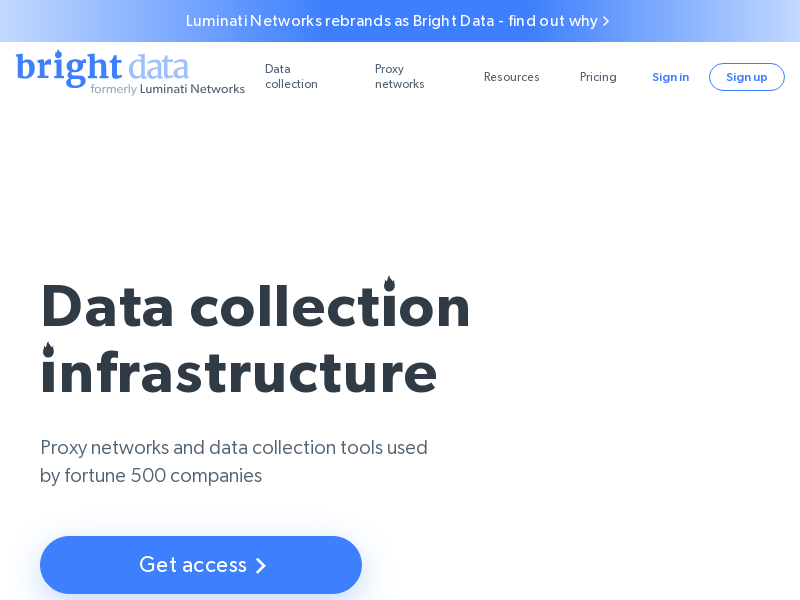 Luminati Networks rebrands as Bright Data - find out why >
bright data
formerly Luminati Networks
Data
collection
Proxy
networks
Resources
Pricing
Sign in
Sign up
Data collection
infrastructure
Proxy networks and data collection tools used
by fortune 500 companies
Get access >